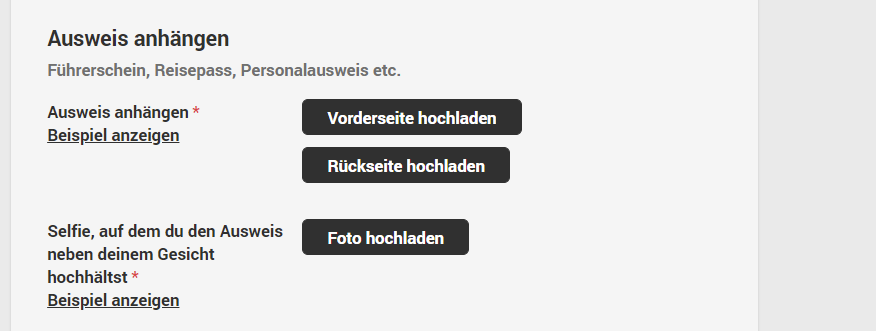 Ausweis anhängen
Führerschein, Reisepass, Personalausweis etc.
Ausweis anhängen *
Beispiel anzeigen
Vorderseite hochladen
Rückseite hochladen
Selfie, auf dem du den Ausweis
neben deinem Gesicht
hochhältst *
Beispiel anzeigen
Foto hochladen